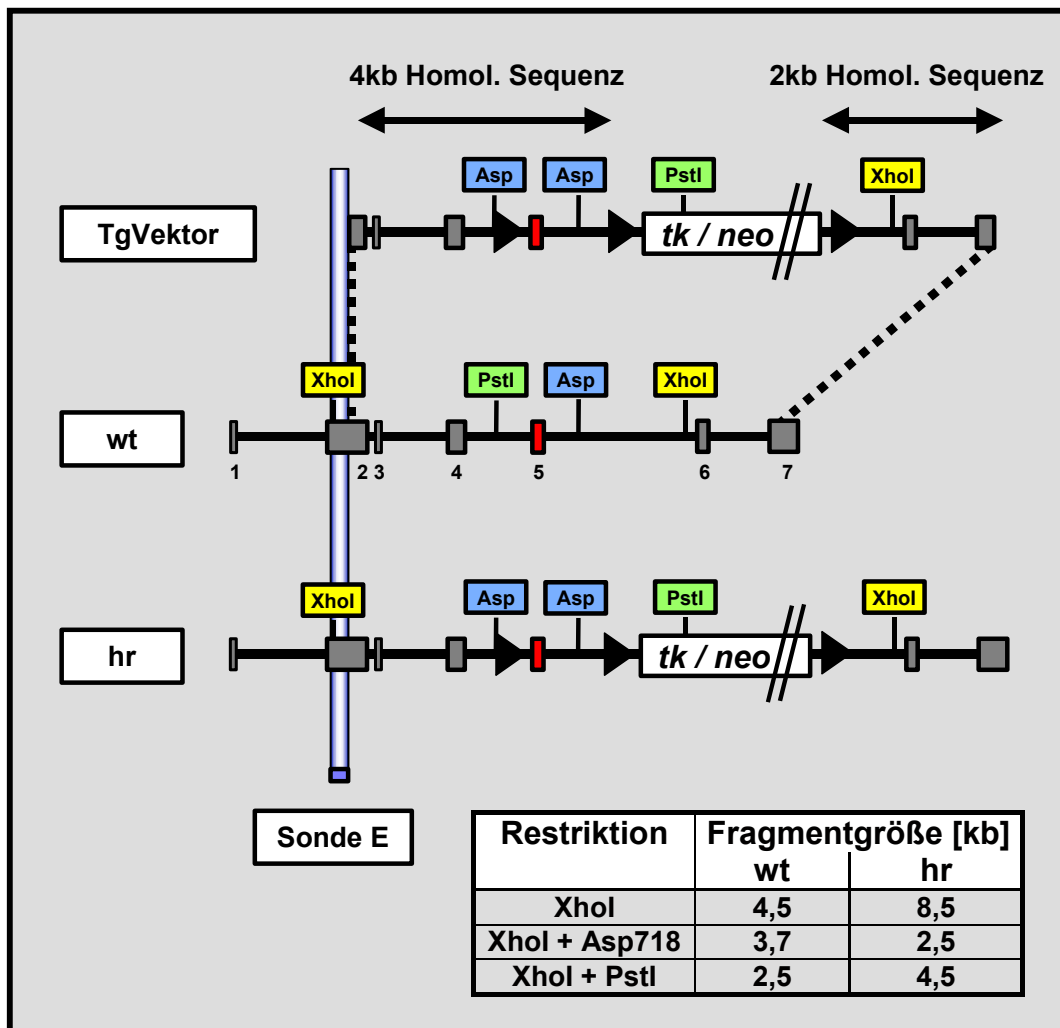 4kb Homol. Sequenz 2kb Homol. Sequenz
Asp Asp PstI XhoI
TgVektor
tk / neo
XhoI PstI Asp XhoI
wt
1 2 3 4 5 6 7
XhoI Asp Asp PstI XhoI
hr
tk / neo
Sonde E
Restriktion Fragmentgröße [kb]
wt hr
XhoI 4,5 8,5
XhoI + Asp718 3,7 2,5
XhoI + PstI 2,5 4,5